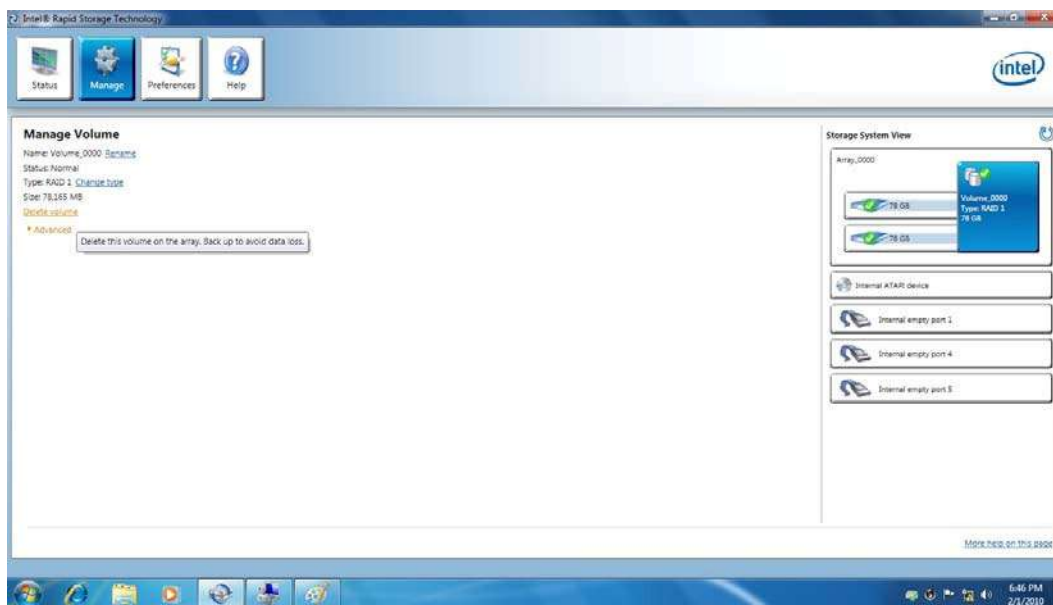 Intel® Rapid Storage Technology
Status
Manage
Preferences
Help
intel
Manage Volume
Name: Volume_0000 Rename
Status: Normal
Type: RAID 1 Change type
Size: 78,165 MB
Delete volume
Advanced
Delete this volume on the array. Back up to avoid data loss.
Storage System View
Array_0000
78 GB
78 GB
Volume_0000
Type: RAID 1
78 GB
Internal ATAPI device
Internal empty port 1
Internal empty port 4
Internal empty port 5
More help on this page
6:46 PM
2/1/2010